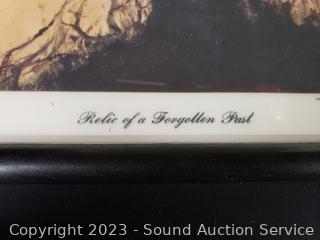 Relic of a Forgotten Past
Copyright 2023 - Sound Auction Service